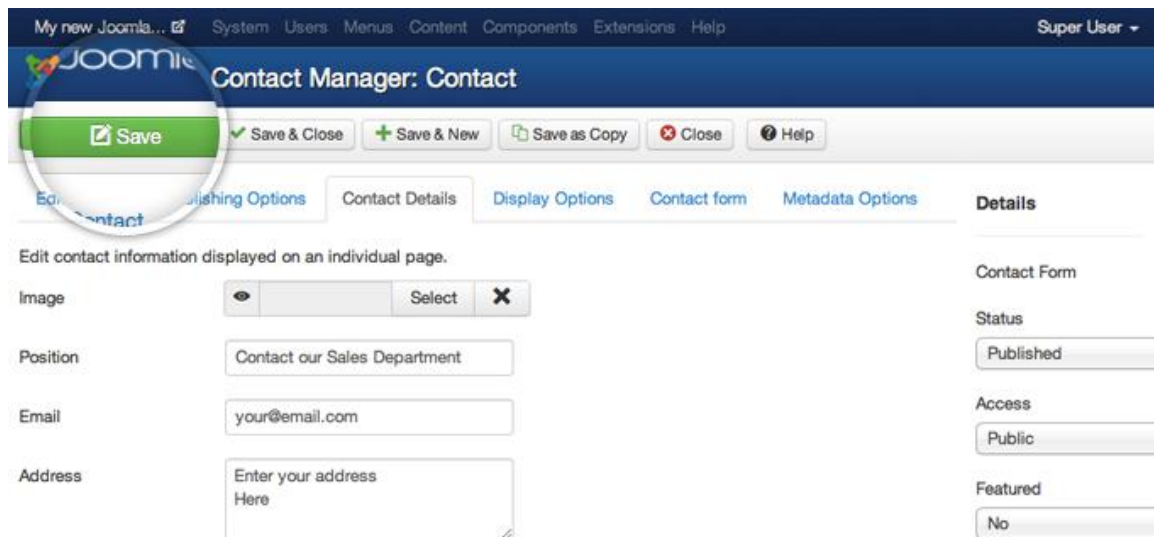 My new Joomla... System Users Menus Content Components Extensions Help Super User
Contact Manager: Contact
Save Save & Close Save & New Save as Copy Close Help
Contact Details Display Options Contact form Metadata Options Details
Contact
Edit contact information displayed on an individual page.
Contact Form
Image Select
Status
Position Contact our Sales Department Published
Access
Email your@email.com Public
Address Enter your address
Here
Featured
No